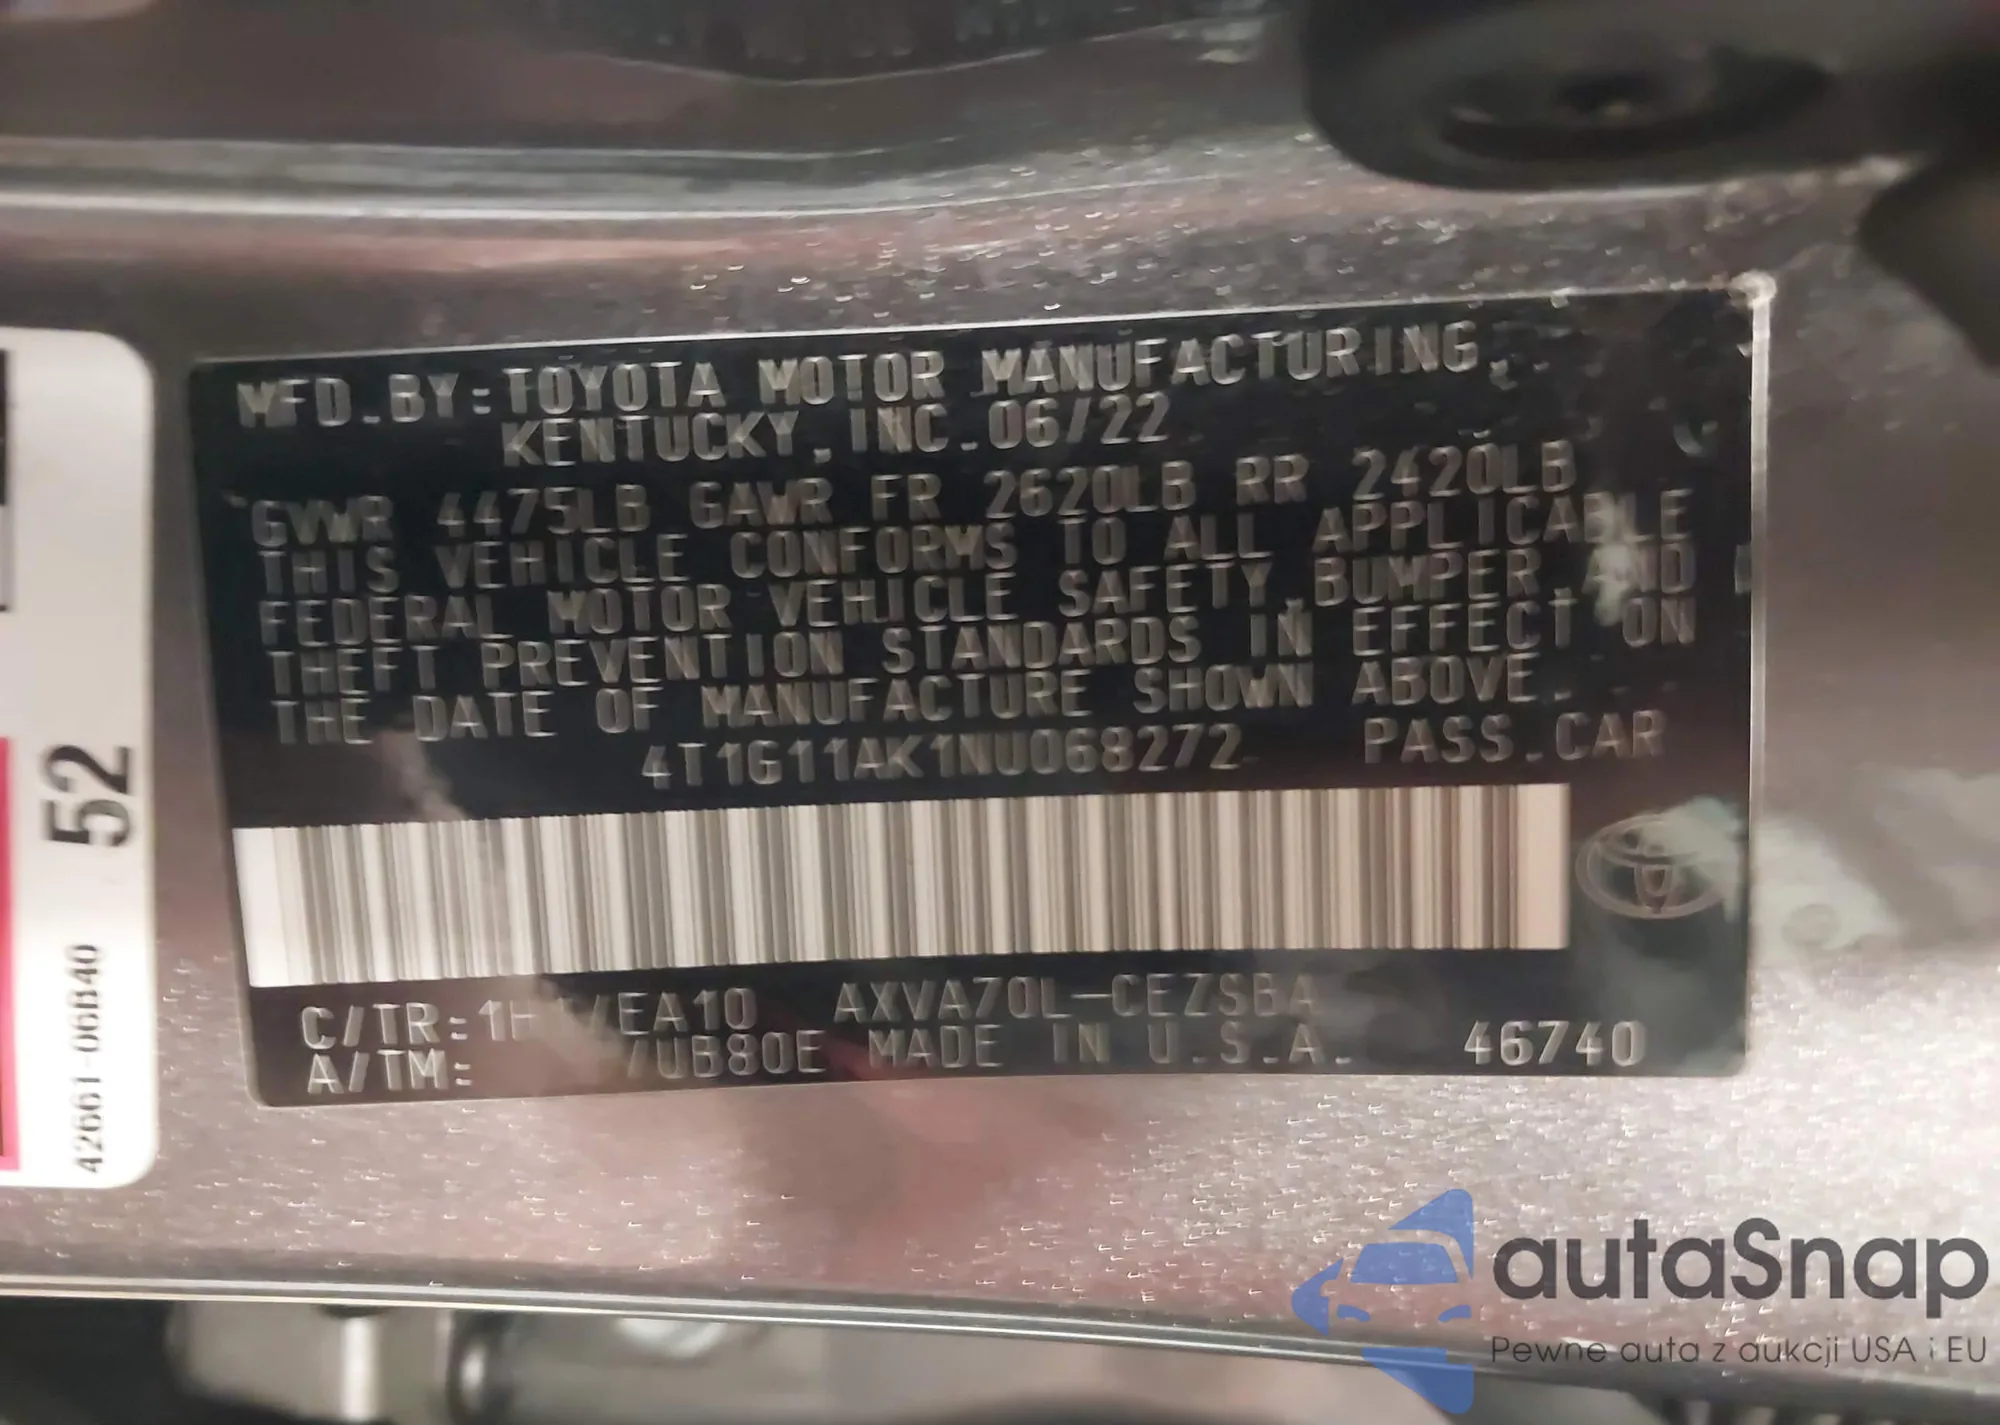 MFD.BY:TOYOTA MOTOR MANUFACTURING,
KENTUCKY, INC. 06/22
GVWR 4475LB GAWR FR 2620LB RR 2420LB
THIS VEHICLE CONFORMS TO ALL APPLICABLE
FEDERAL MOTOR VEHICLE SAFETY,BUMPER,AND
THEFT PREVENTION STANDARDS IN EFFECT ON
THE DATE OF MANUFACTURE SHOWN ABOVE.
4T1G11AK1NU068272 PASS.CAR
C/TR: /EA10 AXVA70L-CEZSBA
A/TM: /UB80E MADE IN U.S.A. 46740
52
42661-06B40
autaSnap
Pewne auta z aukcji USA i EU